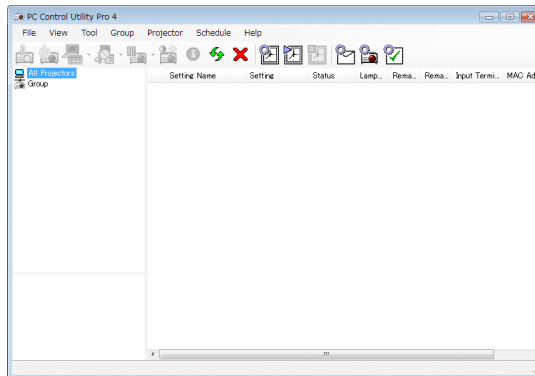 PC Control Utility Pro 4
File View Tool Group Projector Schedule Help
All Projectors
Group
Setting Name Setting Status Lamp... Rema... Rema... Input Termi... MAC Ad